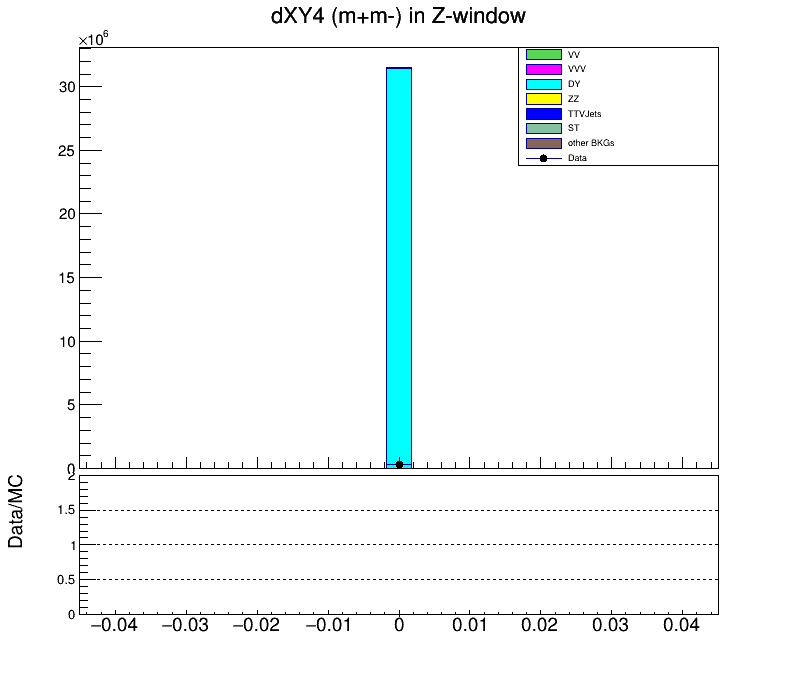 dXY4 (m+m-) in Z-window
×10⁶
VV
VVV
DY
ZZ
TTVJets
ST
other BKGs
Data
30
25
20
15
10
5
0
Data/MC
2
1.5
1
0.5
0
−0.04 −0.03 −0.02 −0.01 0 0.01 0.02 0.03 0.04